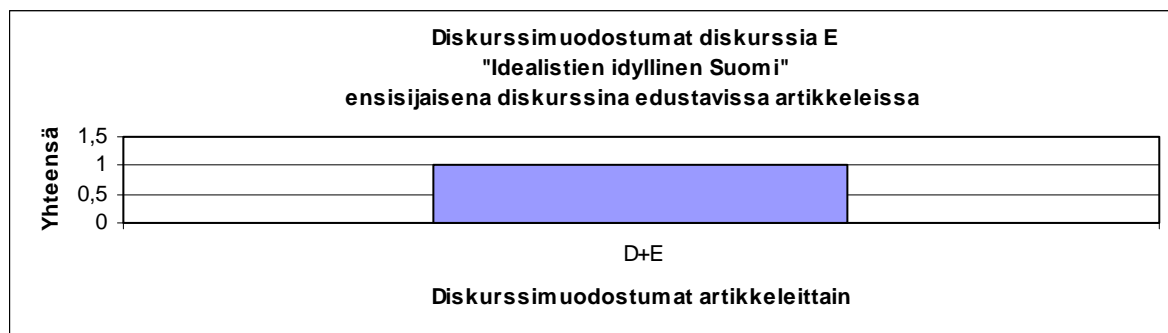 Diskurssimuodostumat diskurssia E
"Idealistien idyllinen Suomi"
ensisijaisena diskurssina edustavissa artikkeleissa
Yhteensä
1,5
1
0,5
0
D+E
Diskurssimuodostumat artikkeleittain